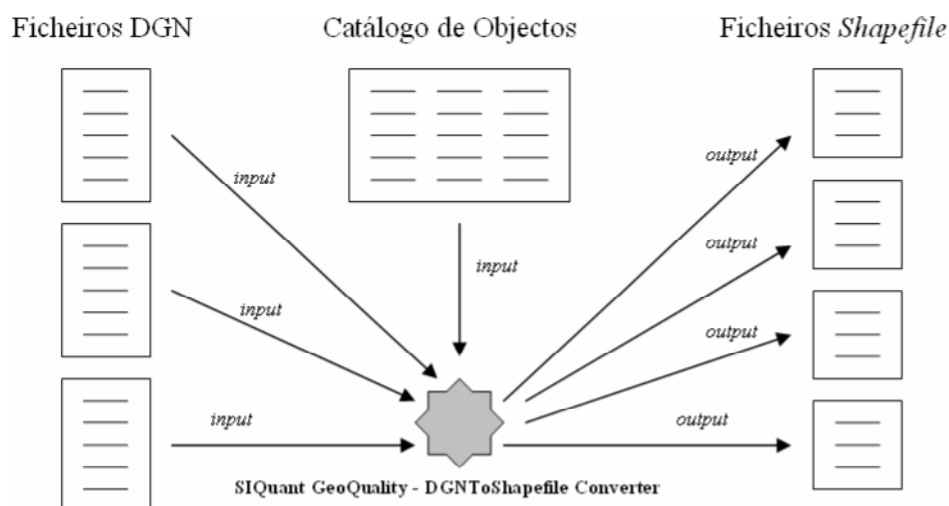 Ficheiros DGN
Catálogo de Objectos
Ficheiros Shapefile
input
output
input
input
output
output
input
output
SIQuant GeoQuality - DGNToShapefile Converter